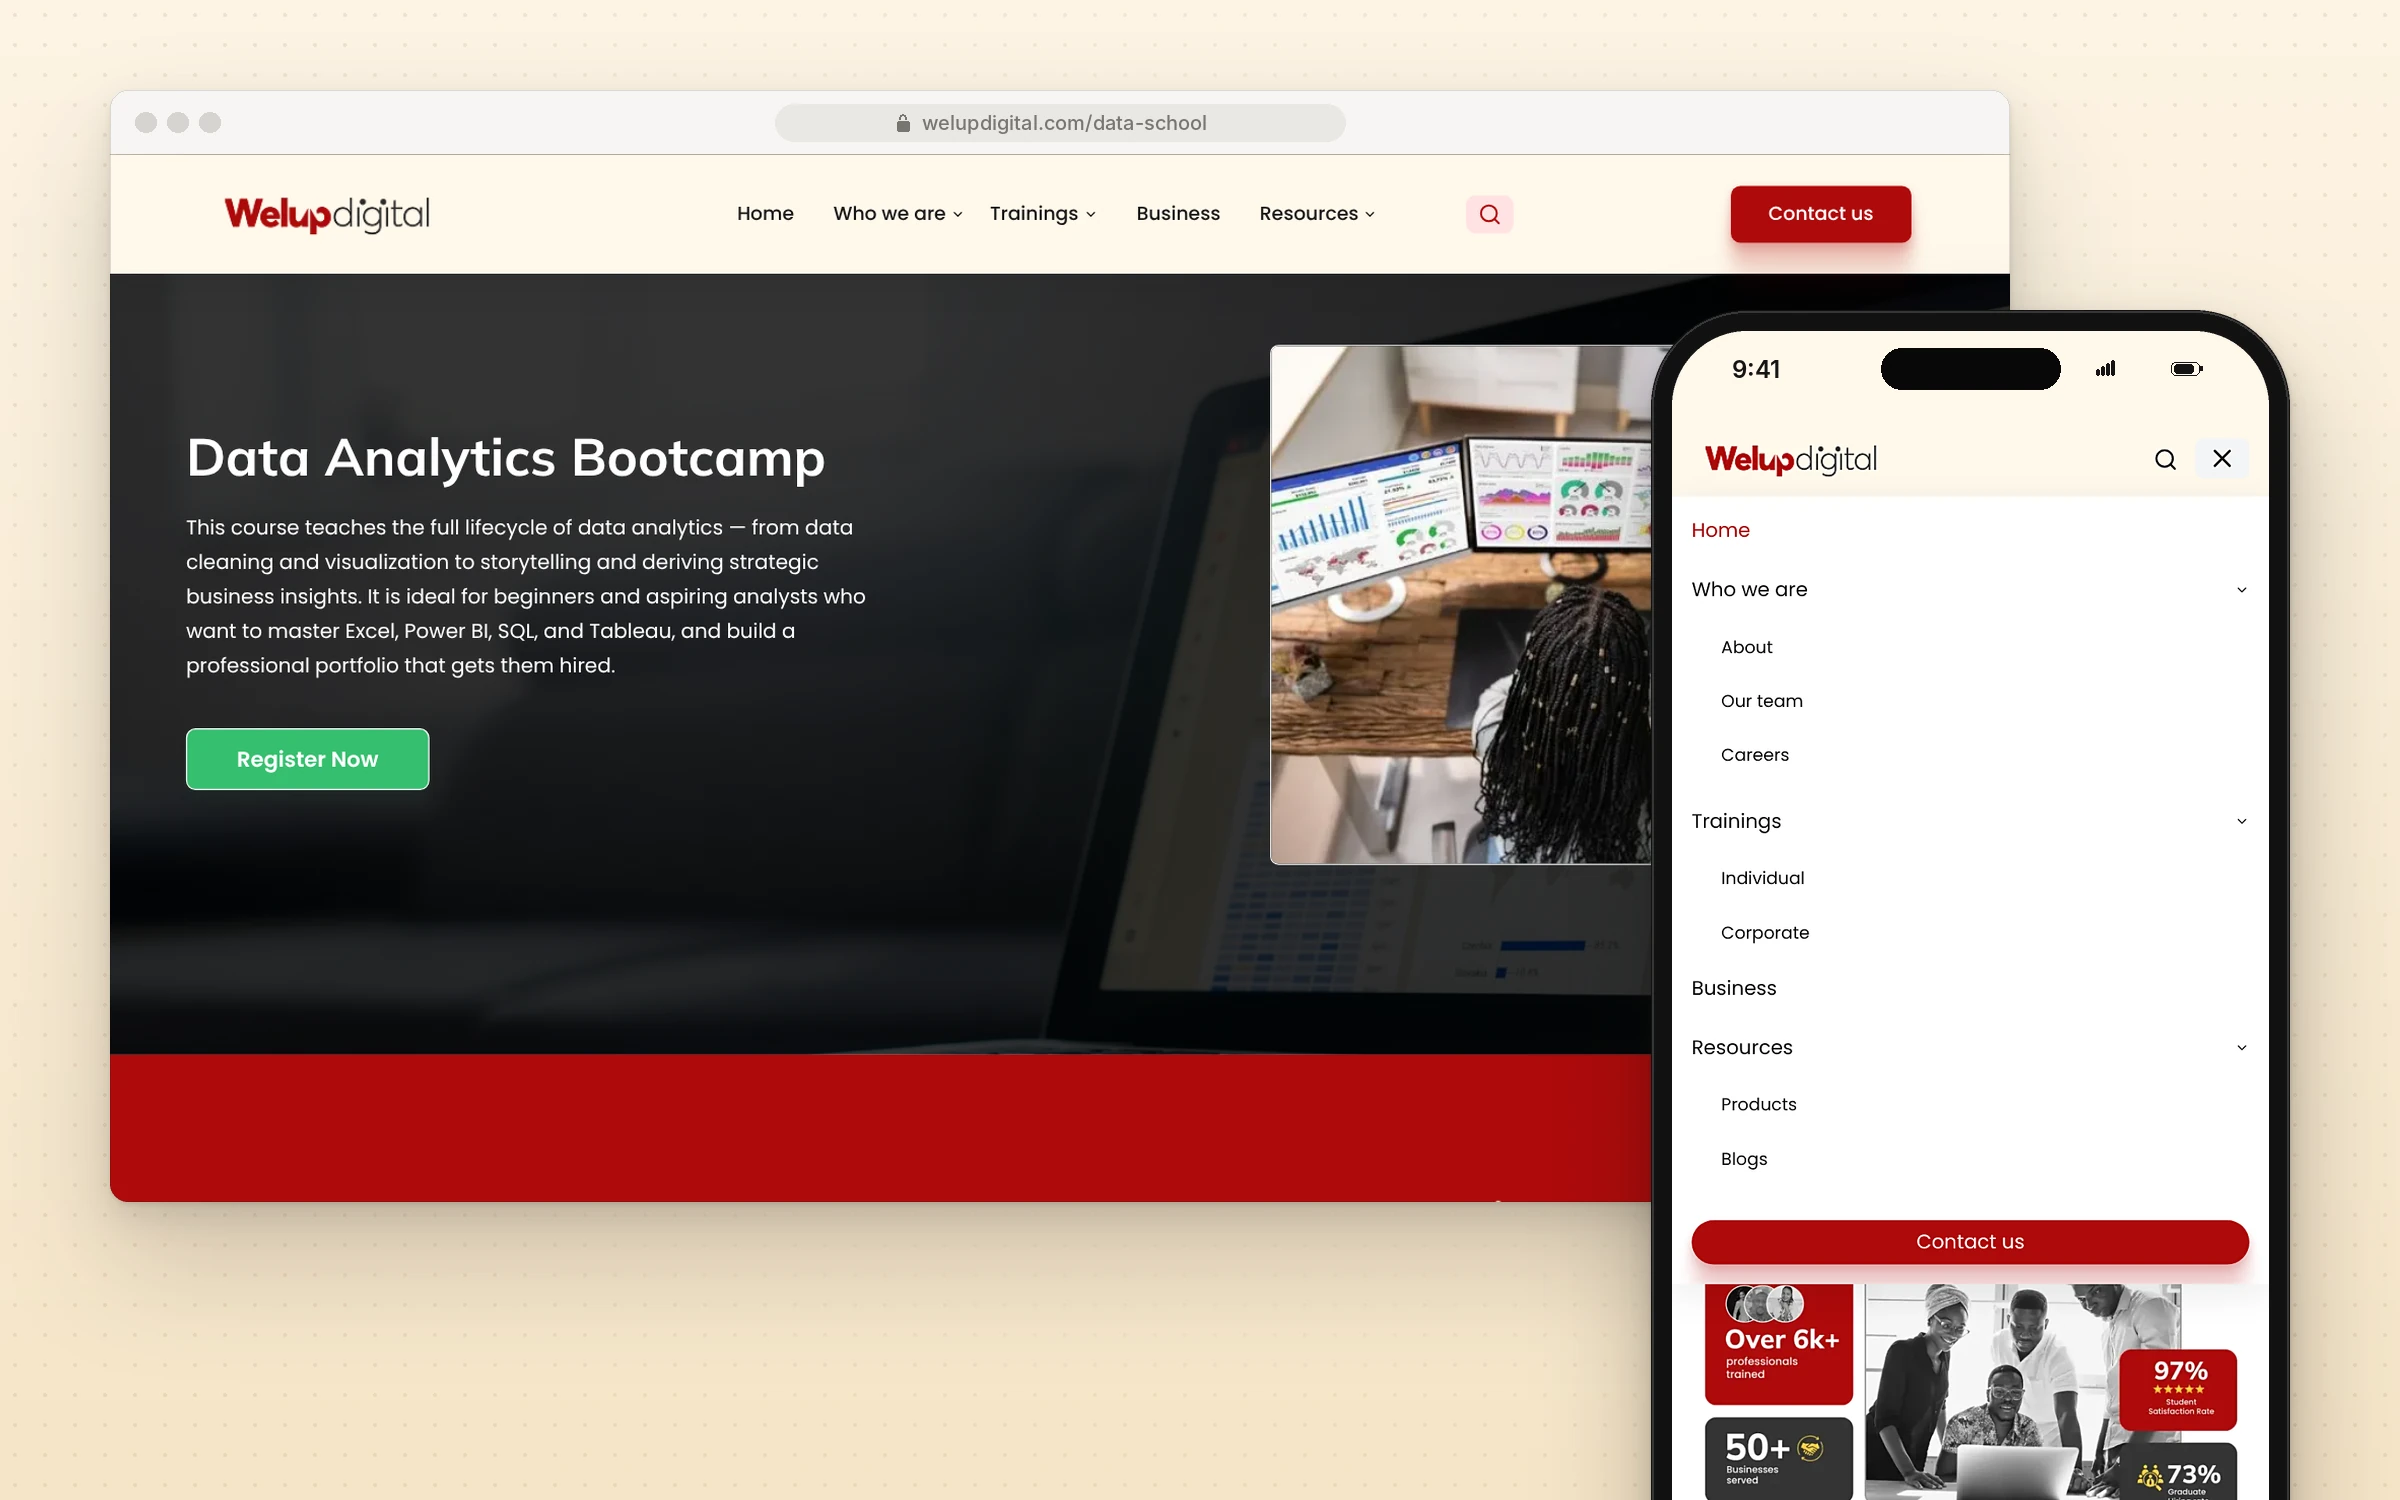 welupdigital.com/data-school
Welupdigital
Home
Who we are
Trainings
Business
Resources
Contact us
Data Analytics Bootcamp
This course teaches the full lifecycle of data analytics — from data
cleaning and visualization to storytelling and deriving strategic
business insights. It is ideal for beginners and aspiring analysts who
want to master Excel, Power BI, SQL, and Tableau, and build a
professional portfolio that gets them hired.
Register Now
9:41
Welupdigital
Home
Who we are
About
Our team
Careers
Trainings
Individual
Corporate
Business
Resources
Products
Blogs
Contact us
Over 6k+
professionals
trained
97%
Student
Satisfaction Rate
50+
Businesses
served
73%
Graduate